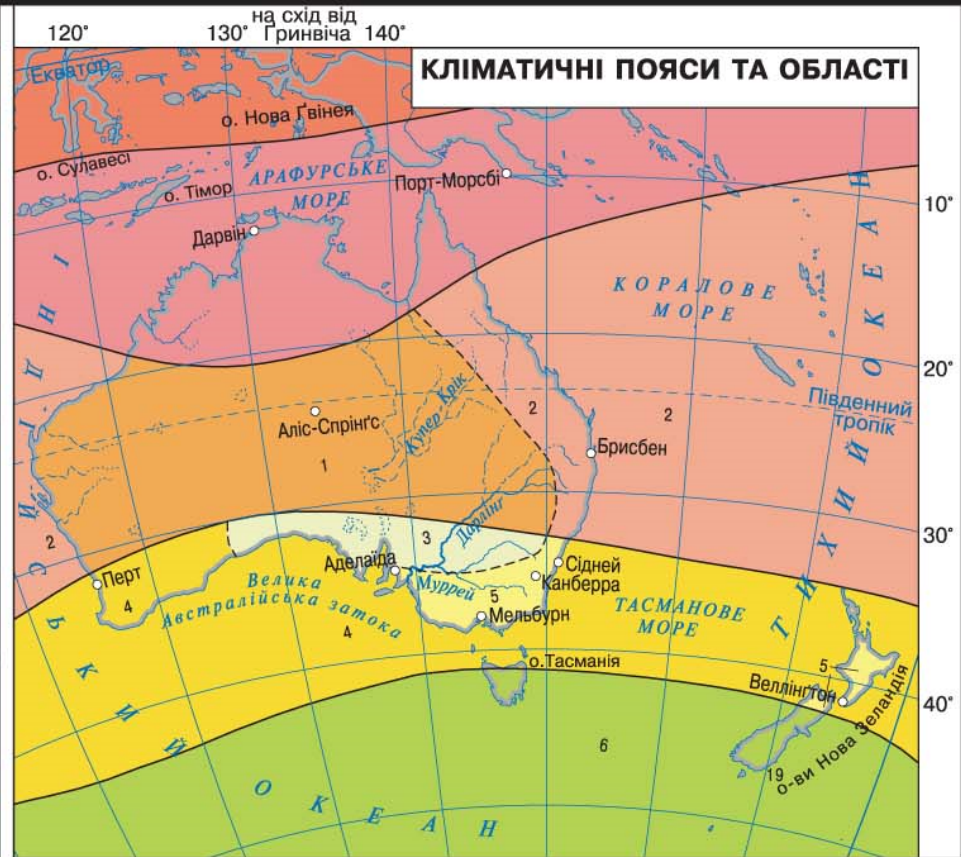 на схід від
120° 130° Ґринвіча 140°
КЛІМАТИЧНІ ПОЯСИ ТА ОБЛАСТІ
Екватор
о. Нова Ґвінея
о. Сулавесі
о. Тімор
АРАФУРСЬКЕ
МОРЕ
Порт-Морсбі
10°
Дарвін
КОРАЛОВЕ
МОРЕ
20°
Південний
тропік
Аліс-Спрінґс
Купер Крік
2
2
1
Брисбен
2
30°
Дарлінг
3
Перт
4
Аделаїда
Сідней
Канберра
Велика
Австралійська затока
4
Муррей
5
Мельбурн
ТАСМАНОВЕ
МОРЕ
о.Тасманія
5
Веллінґтон
40°
6
19
о-ви Нова Зеландія
ТИХИЙ ОКЕАН
ІНДІЙСЬКИЙ
ОКЕАН